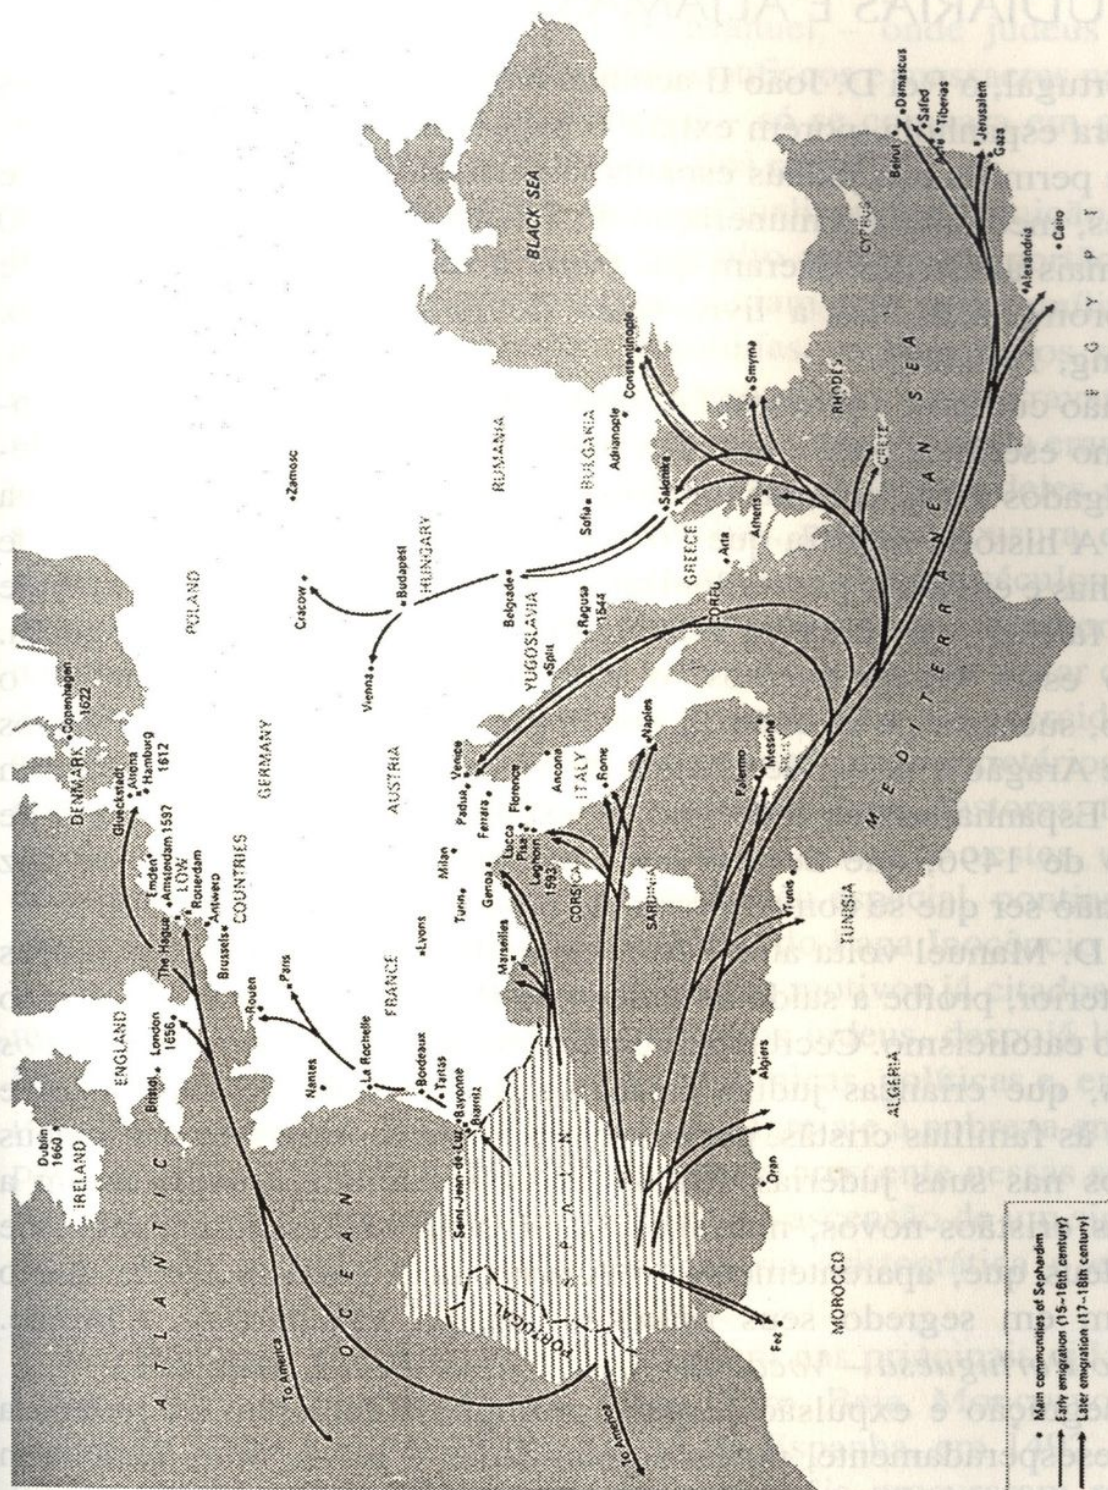 ATLANTIC
OCEAN
MEDITERRANEAN SEA
BLACK SEA
IRELAND
Dublin
1660
ENGLAND
Bristol
London
1656
DENMARK
Copenhagen
1622
Glueckstadt
Altona
Hamburg
1612
Emden
Amsterdam 1597
The Hague
LOW
Rotterdam
COUNTRIES
Antwerp
Brussels
GERMANY
POLAND
Zamosc
Cracow
Rouen
Paris
Nantes
La Rochelle
FRANCE
Lyons
Bordeaux
Tartas
Bayonne
Biarritz
Saint-Jean-de-Luz
Marseilles
AUSTRIA
Vienna
Budapest
HUNGARY
RUMANIA
Belgrade
YUGOSLAVIA
Split
Ragusa
1544
BULGARIA
Sofia
Adrianople
Constantinople
Salonika
GREECE
Arta
CORFU
Athens
Smyrna
RHODES
CRETE
CYPRUS
Milan
Turin
Genoa
Padua
Venice
Ferrara
Florence
Lucca
Pisa
Leghorn
1593
Ancona
ITALY
Rome
Naples
CORSICA
SARDINIA
Palermo
Messina
PORTUGAL
SPAIN
To America
To America
MOROCCO
Fez
Oran
ALGERIA
Algiers
TUNISIA
Tunis
Beirut
Damascus
Safed
Tiberias
Jerusalem
Gaza
Alexandria
Cairo
EGYPT
Main communities of Sephardim
Early emigration (15-16th century)
Later emigration (17-18th century)